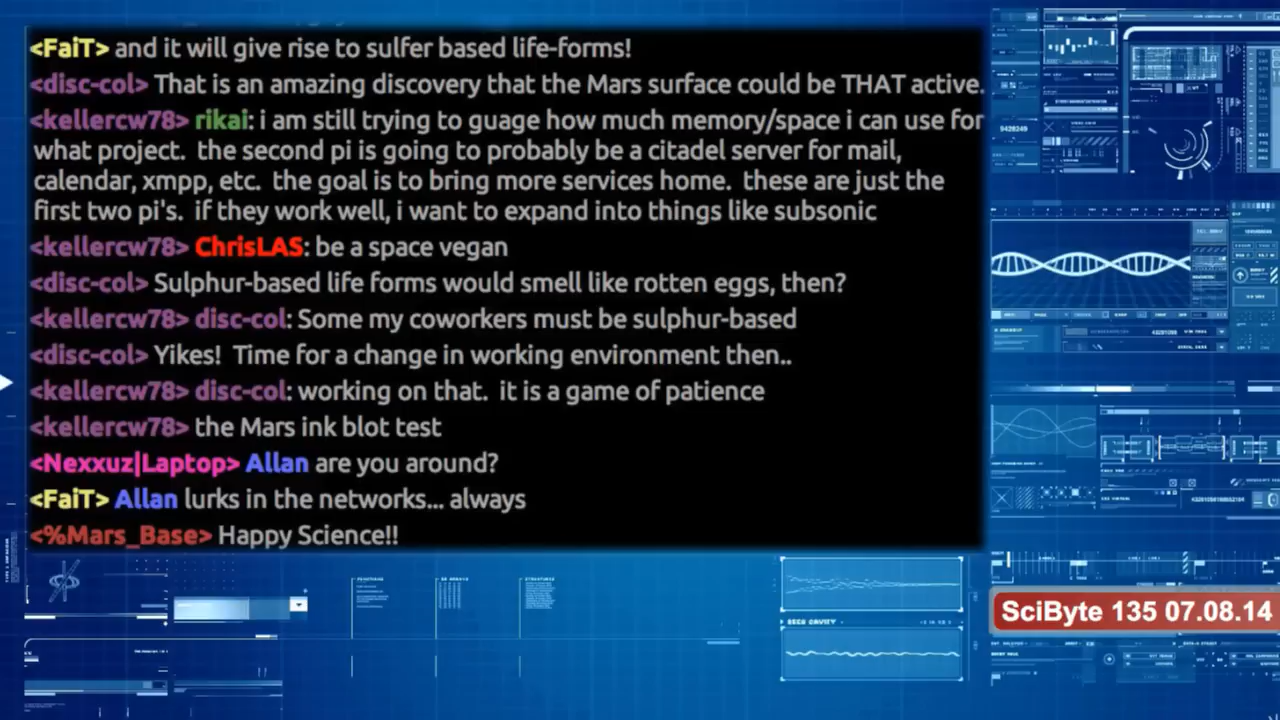 <FaiT> and it will give rise to sulfer based life-forms!
<disc-col> That is an amazing discovery that the Mars surface could be THAT active.
<kellercw78> rikai: i am still trying to guage how much memory/space i can use for
what project.  the second pi is going to probably be a citadel server for mail,
calendar, xmpp, etc.  the goal is to bring more services home.  these are just the
first two pi's.  if they work well, i want to expand into things like subsonic
<kellercw78> ChrisLAS: be a space vegan
<disc-col> Sulphur-based life forms would smell like rotten eggs, then?
<kellercw78> disc-col: Some my coworkers must be sulphur-based
<disc-col> Yikes!  Time for a change in working environment then..
<kellercw78> disc-col: working on that.  it is a game of patience
<kellercw78> the Mars ink blot test
<Nexxuz|Laptop> Allan are you around?
<FaiT> Allan lurks in the networks... always
<%Mars_Base> Happy Science!!
SciByte 135 07.08.14